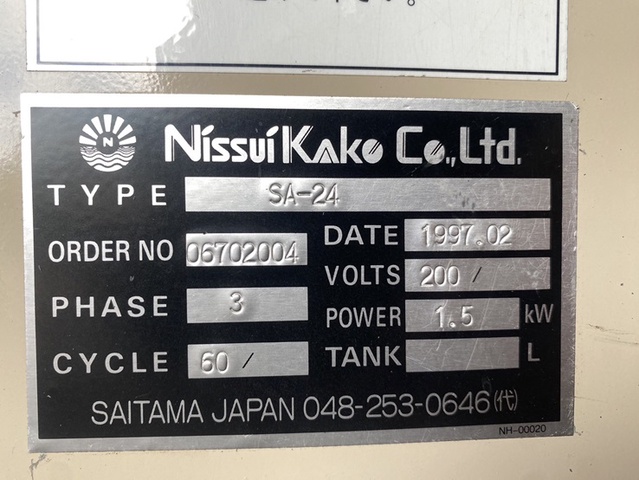 N
Nissui Kako Co.,Ltd.
TYPE SA-24
ORDER NO 06702004 DATE 1997.02
PHASE 3 VOLTS 200/
CYCLE 60/ POWER 1.5 kW
TANK L
SAITAMA JAPAN 048-253-0646(代)
NH-00020